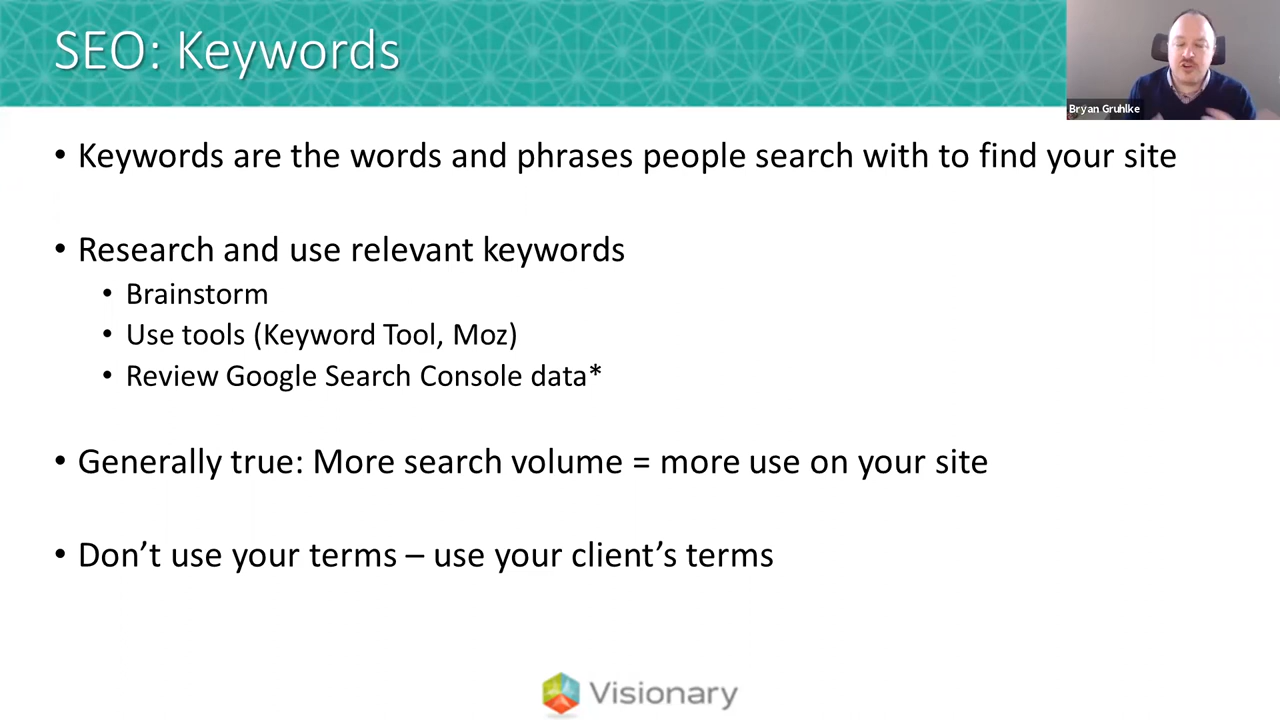 SEO: Keywords
Bryan Gruhlke
• Keywords are the words and phrases people search with to find your site
• Research and use relevant keywords
• Brainstorm
• Use tools (Keyword Tool, Moz)
• Review Google Search Console data*
• Generally true: More search volume = more use on your site
• Don’t use your terms – use your client’s terms
Visionary